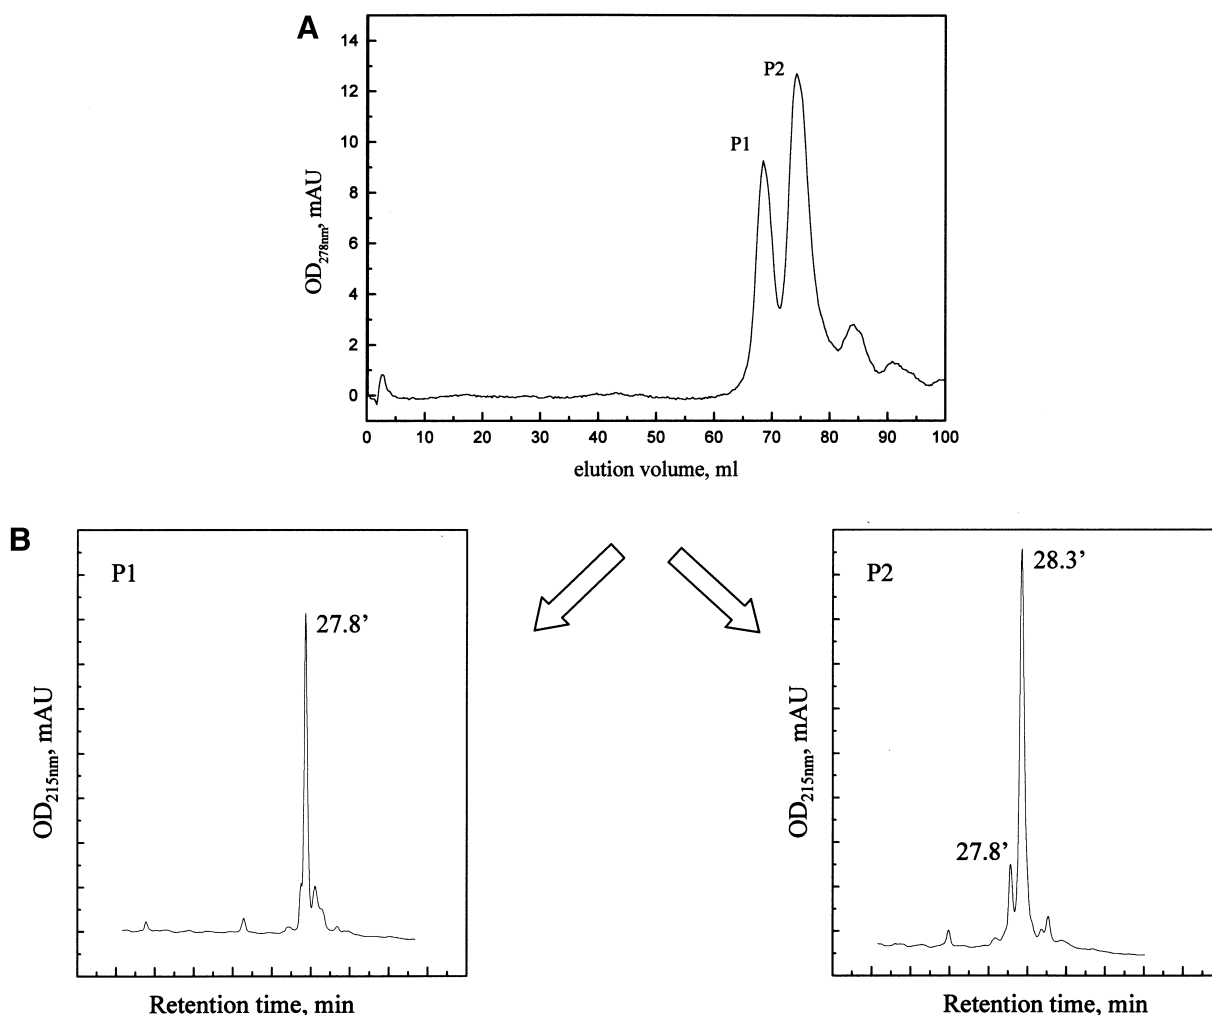 A
14
12
10
8
6
4
2
0
P1
P2
OD278nm, mAU
0 10 20 30 40 50 60 70 80 90 100
elution volume, ml
B
P1
27.8’
OD215nm, mAU
Retention time, min
P2
28.3’
27.8’
OD215nm, mAU
Retention time, min